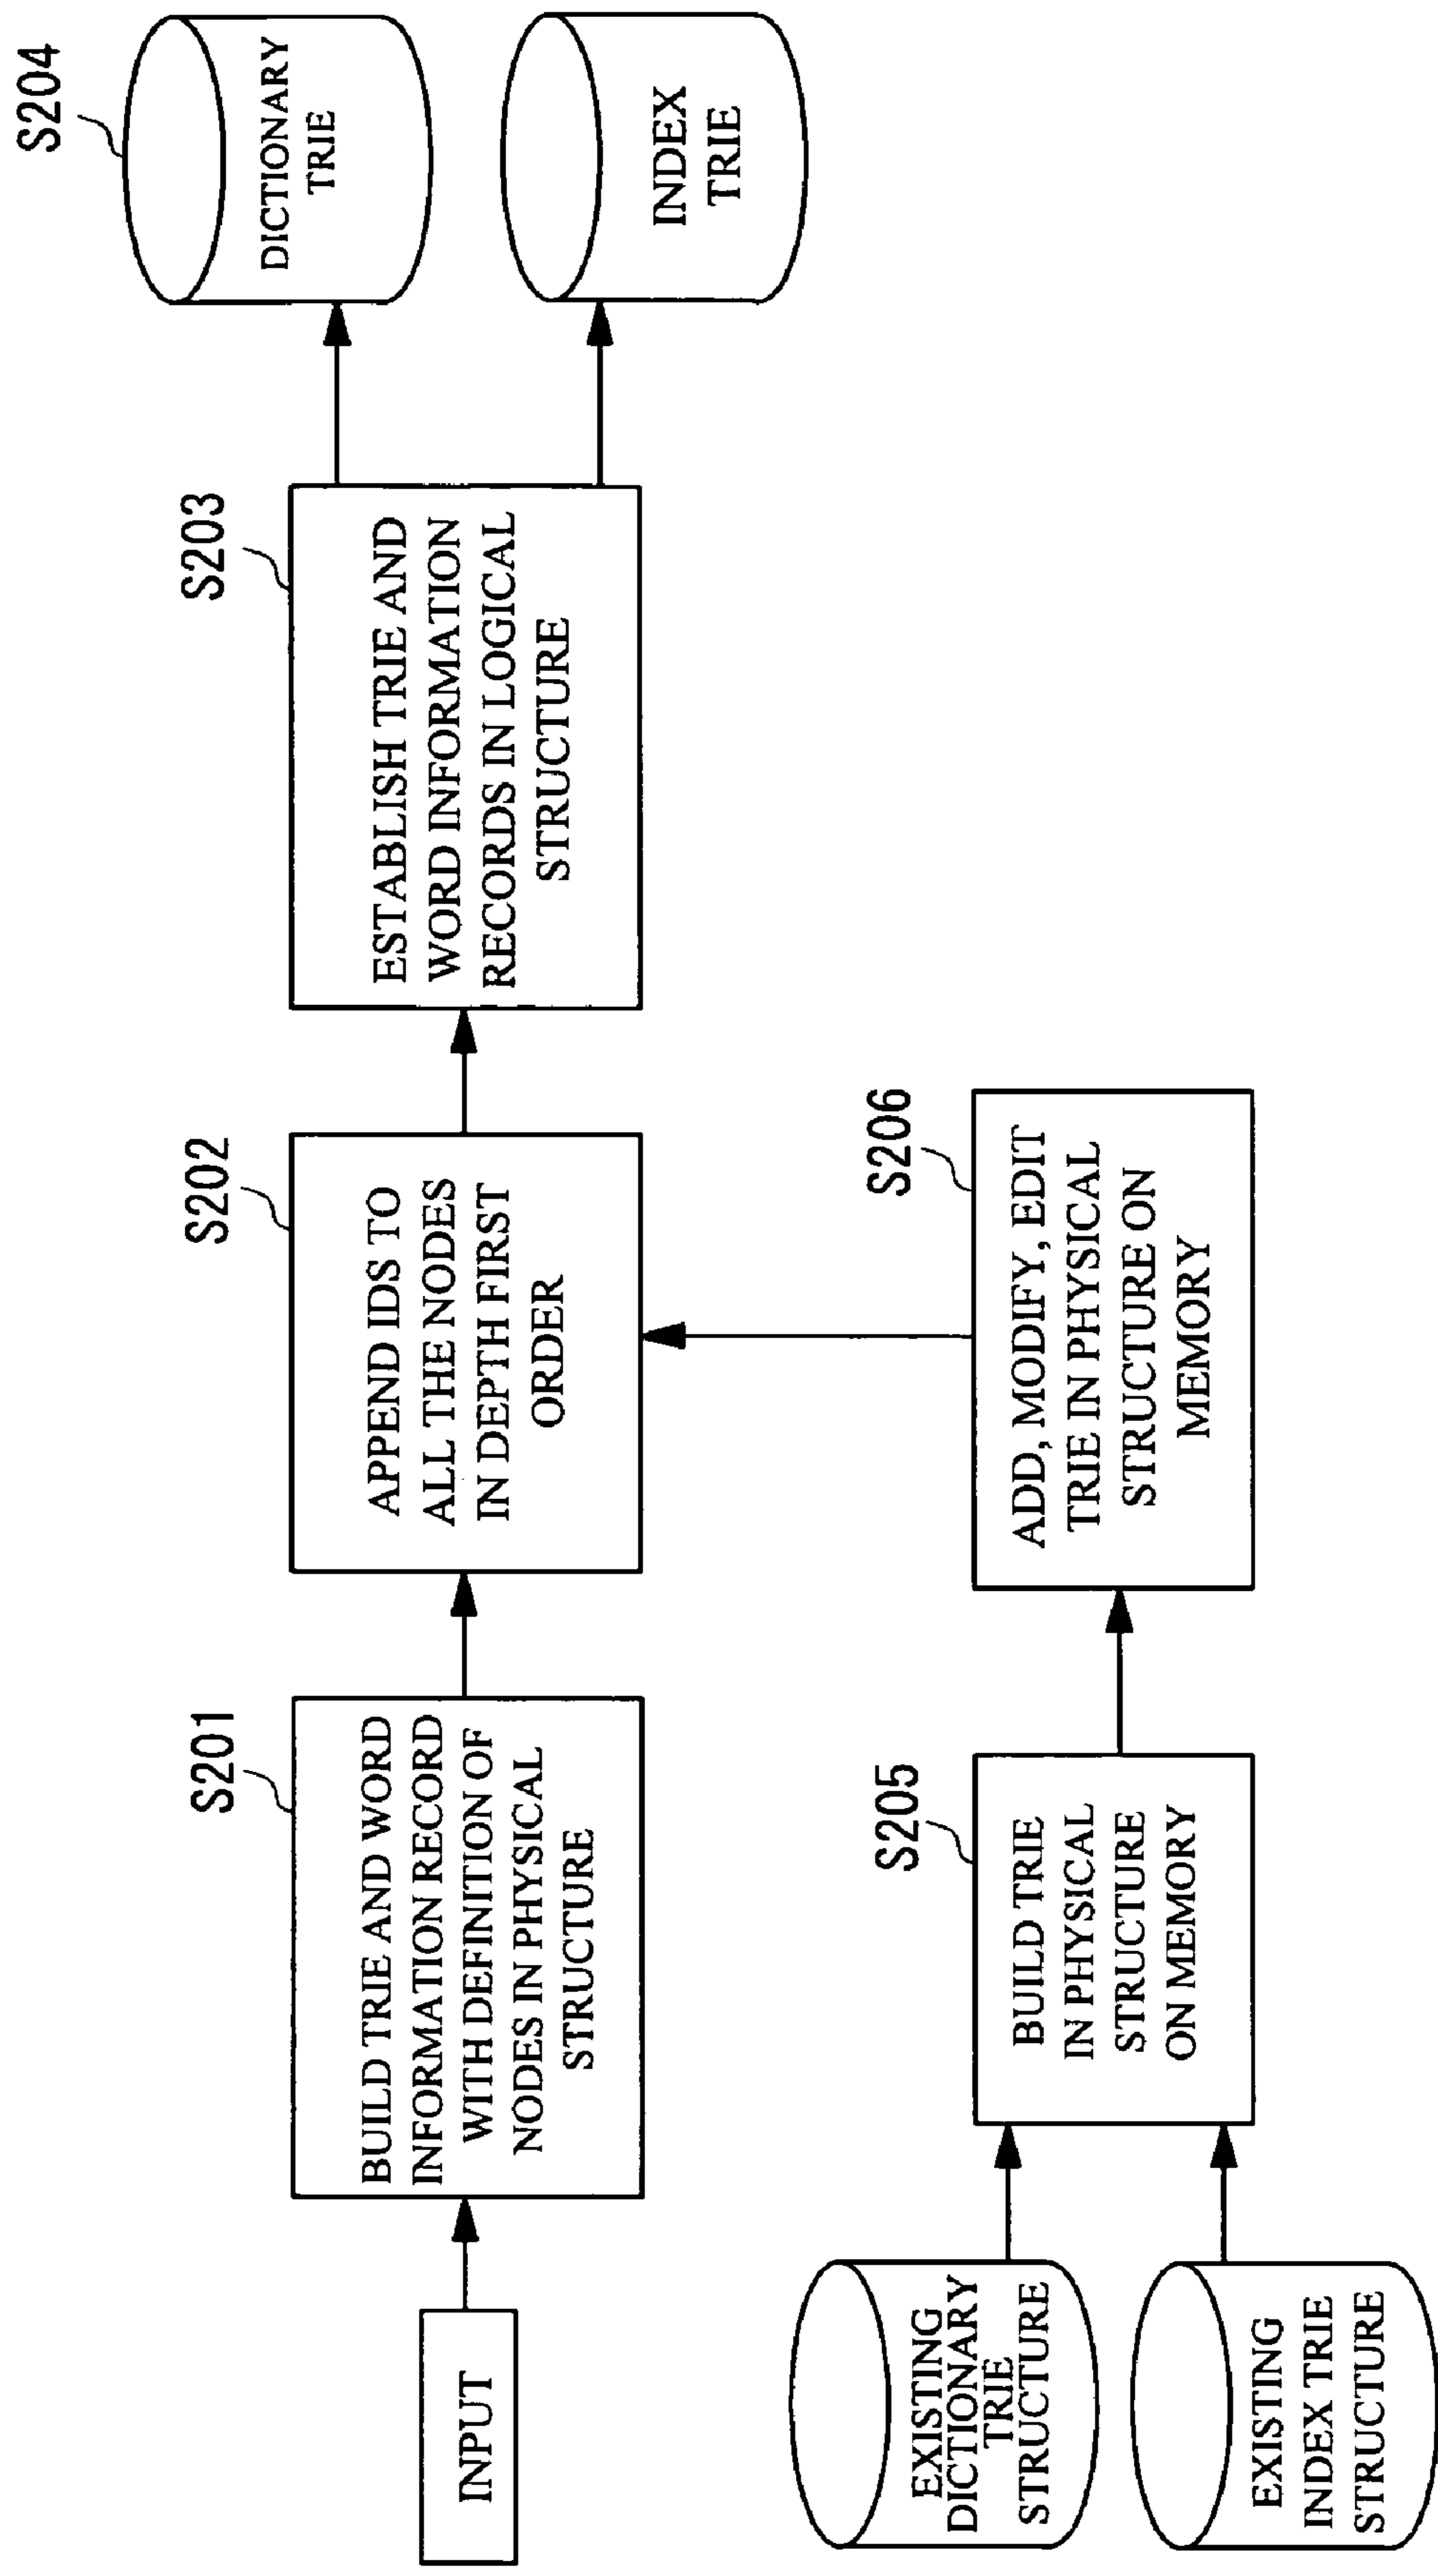 INPUT
S201
BUILD TRIE AND WORD
INFORMATION RECORD
WITH DEFINITION OF
NODES IN PHYSICAL
STRUCTURE
S202
APPEND IDS TO
ALL THE NODES
IN DEPTH FIRST
ORDER
S203
ESTABLISH TRIE AND
WORD INFORMATION
RECORDS IN LOGICAL
STRUCTURE
S204
DICTIONARY
TRIE
INDEX
TRIE
EXISTING
DICTIONARY
TRIE
STRUCTURE
EXISTING
INDEX TRIE
STRUCTURE
S205
BUILD TRIE
IN PHYSICAL
STRUCTURE
ON MEMORY
S206
ADD, MODIFY, EDIT
TRIE IN PHYSICAL
STRUCTURE ON
MEMORY